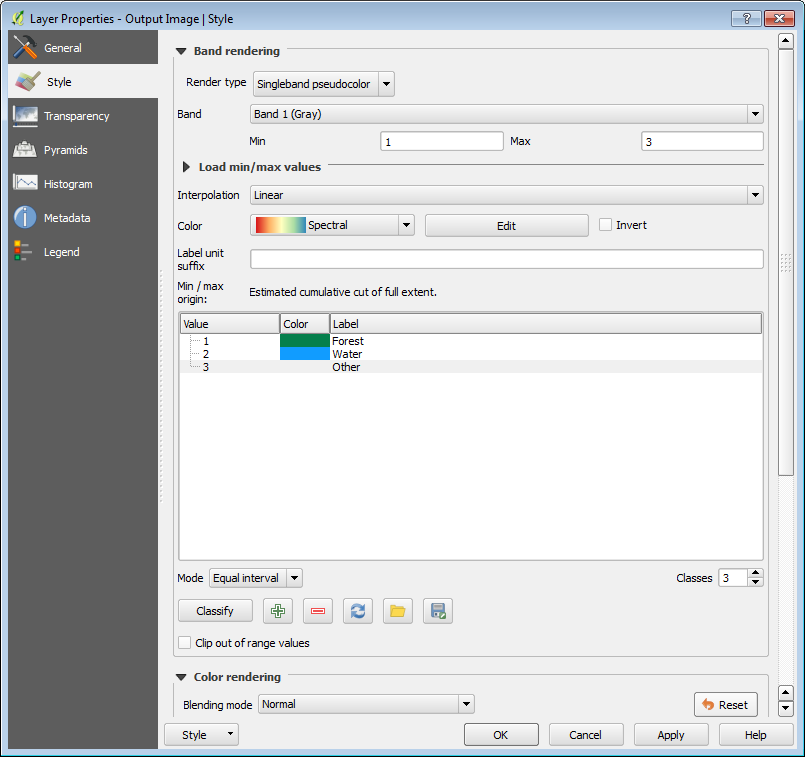 Layer Properties - Output Image | Style
?
General
Style
Transparency
Pyramids
Histogram
Metadata
Legend
Band rendering
Render type Singleband pseudocolor
Band Band 1 (Gray)
Min 1 Max 3
Load min/max values
Interpolation Linear
Color Spectral Edit Invert
Label unit
suffix
Min / max
origin: Estimated cumulative cut of full extent.
Value Color Label
1 Forest
2 Water
3 Other
Mode Equal interval Classes 3
Classify
Clip out of range values
Color rendering
Blending mode Normal Reset
Style OK Cancel Apply Help